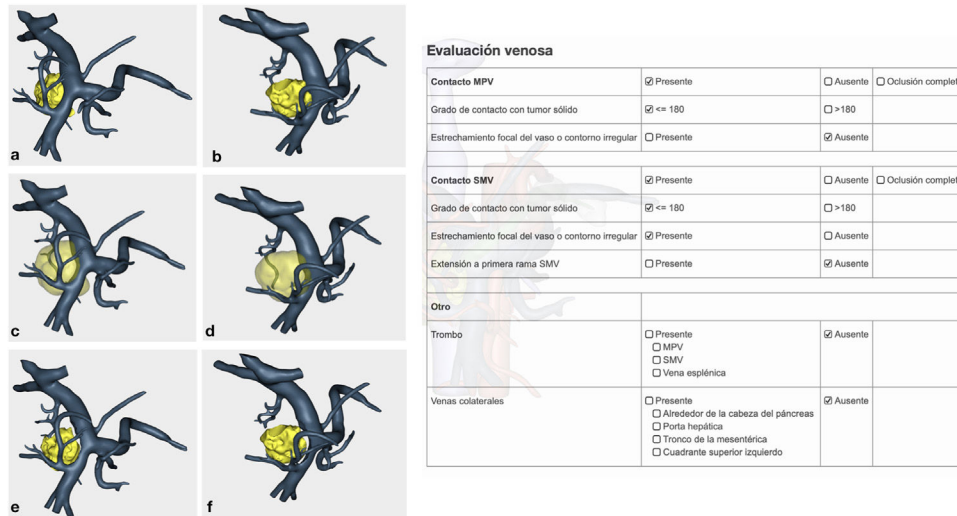 a
b
c
d
e
f
Evaluación venosa
Contacto MPV ☑ Presente ☐ Ausente ☐ Oclusión complet
Grado de contacto con tumor sólido ☑ <= 180 ☐ >180
Estrechamiento focal del vaso o contorno irregular ☐ Presente ☑ Ausente
Contacto SMV ☑ Presente ☐ Ausente ☐ Oclusión complet
Grado de contacto con tumor sólido ☑ <= 180 ☐ >180
Estrechamiento focal del vaso o contorno irregular ☑ Presente ☐ Ausente
Extensión a primera rama SMV ☐ Presente ☑ Ausente
Otro
Trombo ☐ Presente ☑ Ausente
☐ MPV
☐ SMV
☐ Vena esplénica
Venas colaterales ☐ Presente ☑ Ausente
☐ Alrededor de la cabeza del páncreas
☐ Porta hepática
☐ Tronco de la mesentérica
☐ Cuadrante superior izquierdo